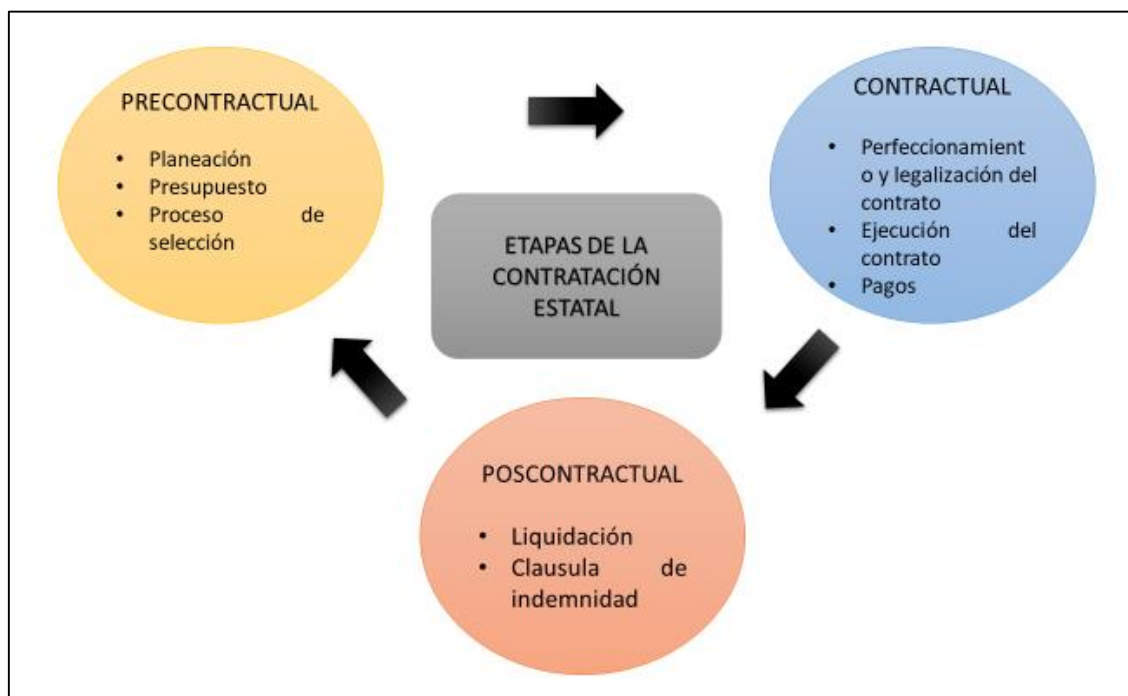 PRECONTRACTUAL
• Planeación
• Presupuesto
• Proceso de
selección
CONTRACTUAL
• Perfeccionamient
o y legalización del
contrato
• Ejecución del
contrato
• Pagos
ETAPAS DE LA
CONTRATACIÓN
ESTATAL
POSCONTRACTUAL
• Liquidación
• Clausula de
indemnidad